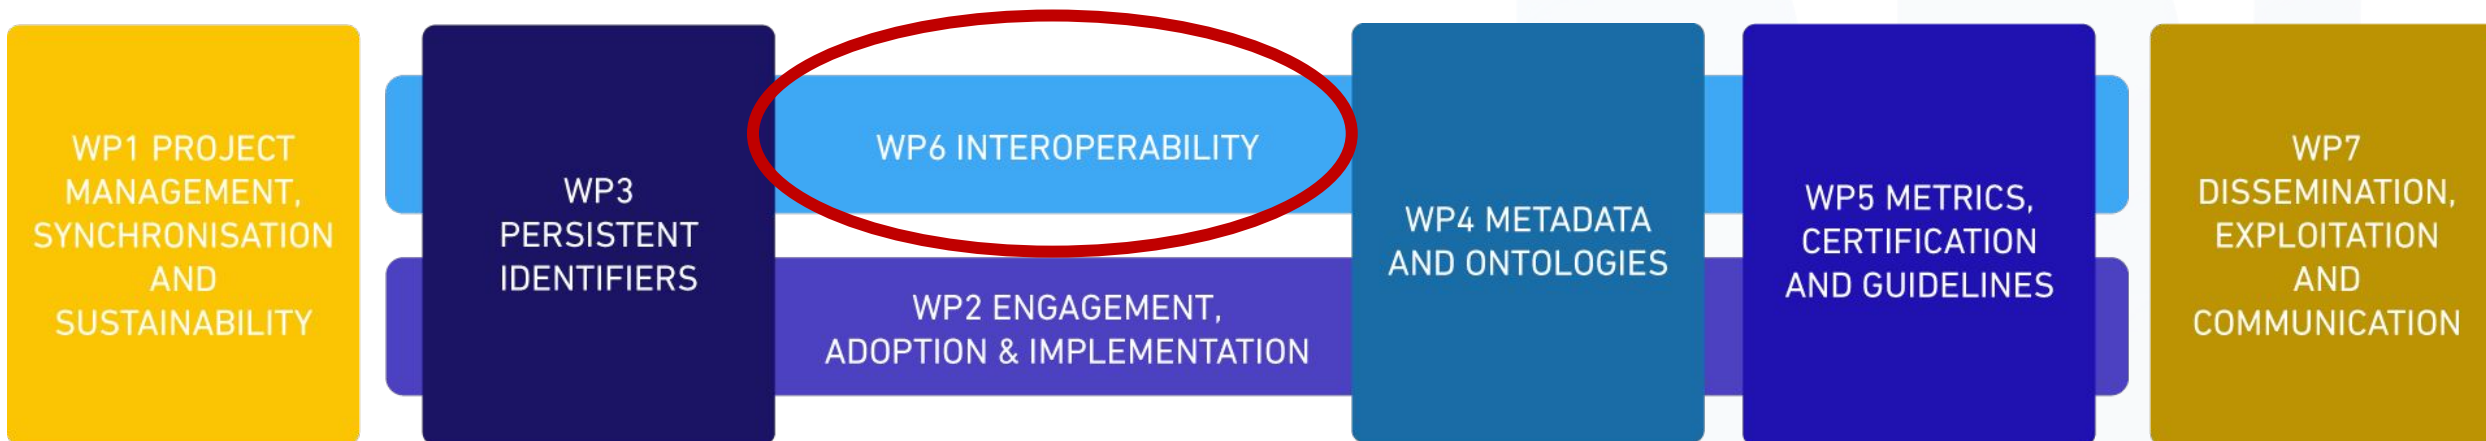 WP1 PROJECT
MANAGEMENT,
SYNCHRONISATION
AND
SUSTAINABILITY
WP3
PERSISTENT
IDENTIFIERS
WP6 INTEROPERABILITY
WP2 ENGAGEMENT,
ADOPTION & IMPLEMENTATION
WP4 METADATA
AND ONTOLOGIES
WP5 METRICS,
CERTIFICATION
AND GUIDELINES
WP7
DISSEMINATION,
EXPLOITATION
AND
COMMUNICATION